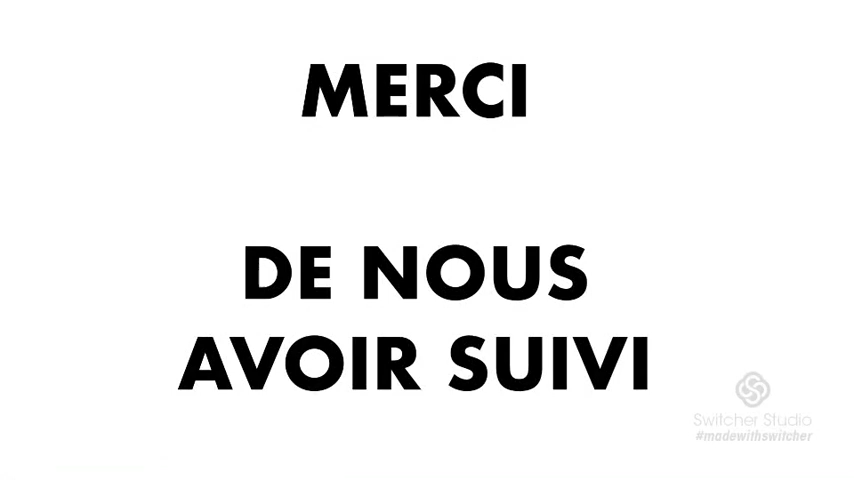 MERCI
DE NOUS
AVOIR SUIVI
Switcher Studio
#madewithswitcher